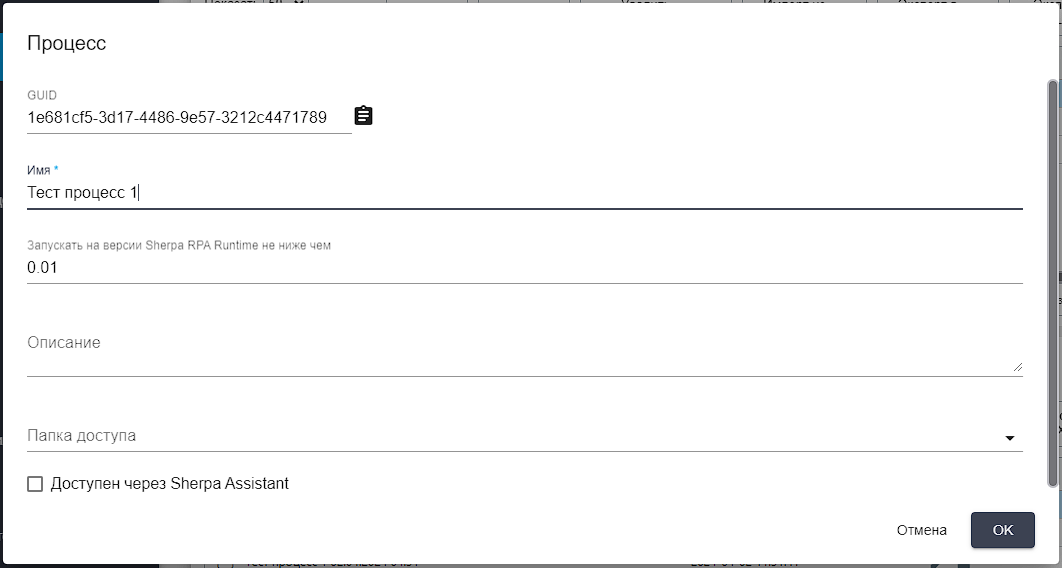 Процесс
GUID
1e681cf5-3d17-4486-9e57-3212c4471789
Имя *
Тест процесс 1
Запускать на версии Sherpa RPA Runtime не ниже чем
0.01
Описание
Папка доступа
Доступен через Sherpa Assistant
Отмена
OK